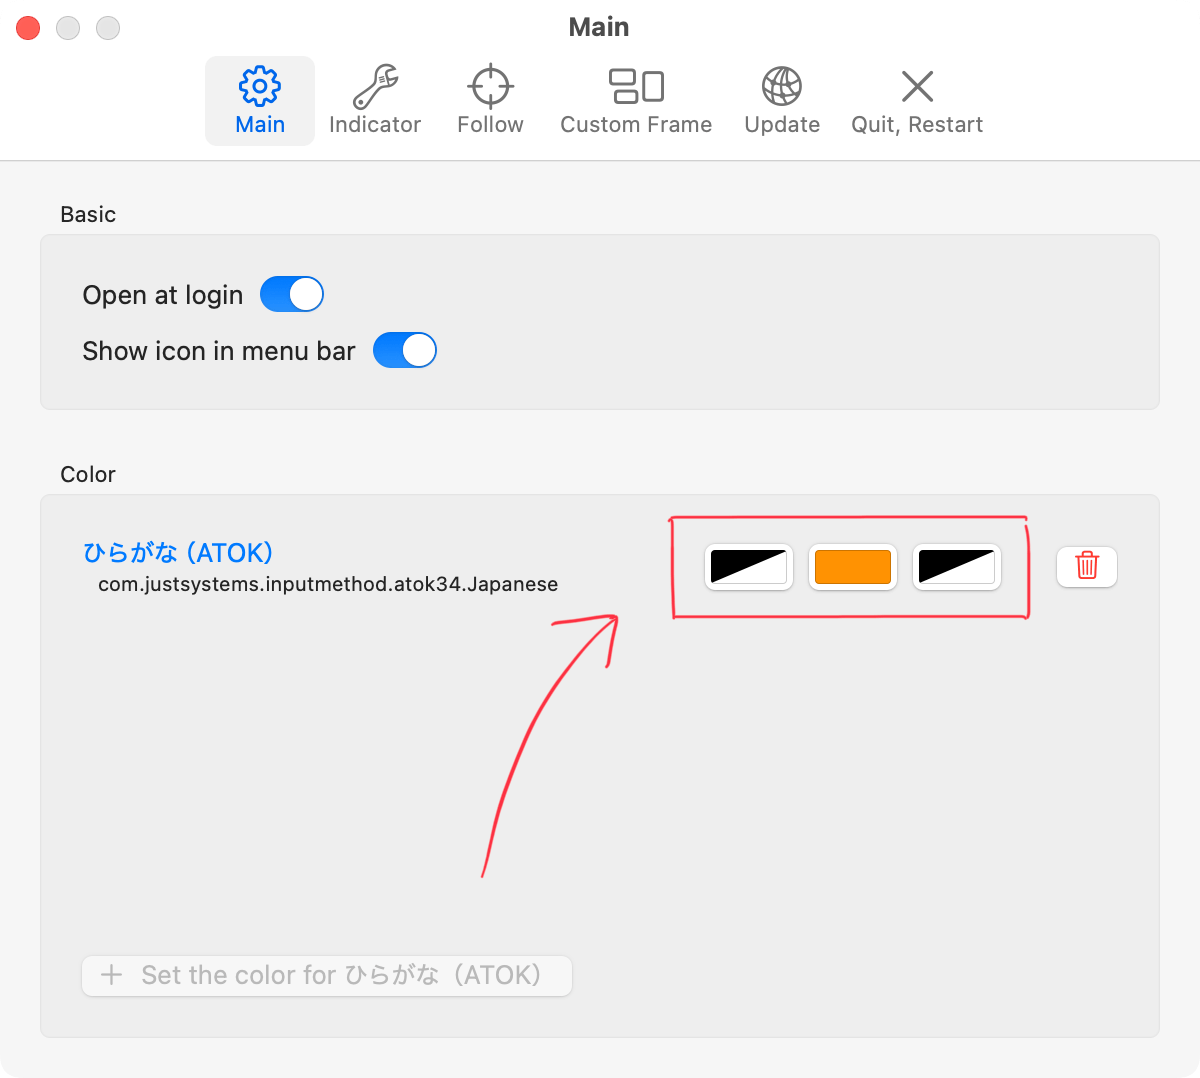 Main
Main
Indicator
Follow
Custom Frame
Update
Quit, Restart
Basic
Open at login
Show icon in menu bar
Color
ひらがな（ATOK）
com.justsystems.inputmethod.atok34.Japanese
Set the color for ひらがな（ATOK）